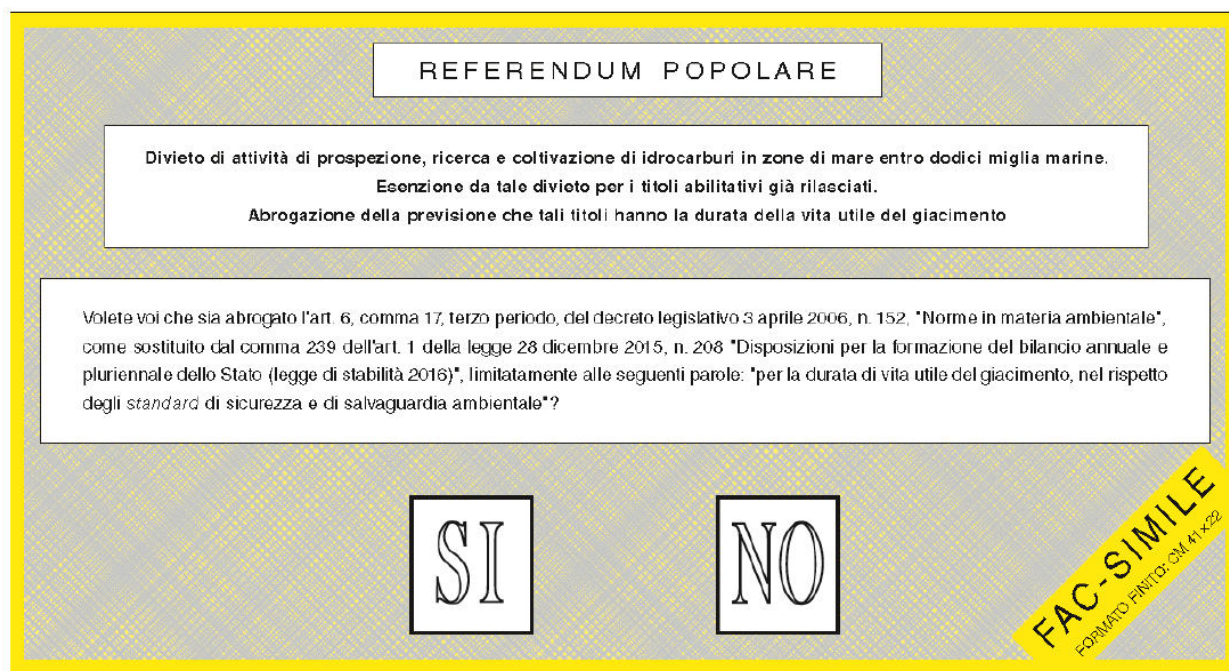 REFERENDUM POPOLARE
Divieto di attività di prospezione, ricerca e coltivazione di idrocarburi in zone di mare entro dodici miglia marine.
Esenzione da tale divieto per i titoli abilitativi già rilasciati.
Abrogazione della previsione che tali titoli hanno la durata della vita utile del giacimento
Volete voi che sia abrogato l'art. 6, comma 17, terzo periodo, del decreto legislativo 3 aprile 2006, n. 152, "Norme in materia ambientale",
come sostituito dal comma 239 dell'art. 1 della legge 28 dicembre 2015, n. 208 "Disposizioni per la formazione del bilancio annuale e
pluriennale dello Stato (legge di stabilità 2016)", limitatamente alle seguenti parole: "per la durata di vita utile del giacimento, nel rispetto
degli standard di sicurezza e di salvaguardia ambientale"?
SI
NO
FAC-SIMILE
FORMATO FINITO: CM 41x22